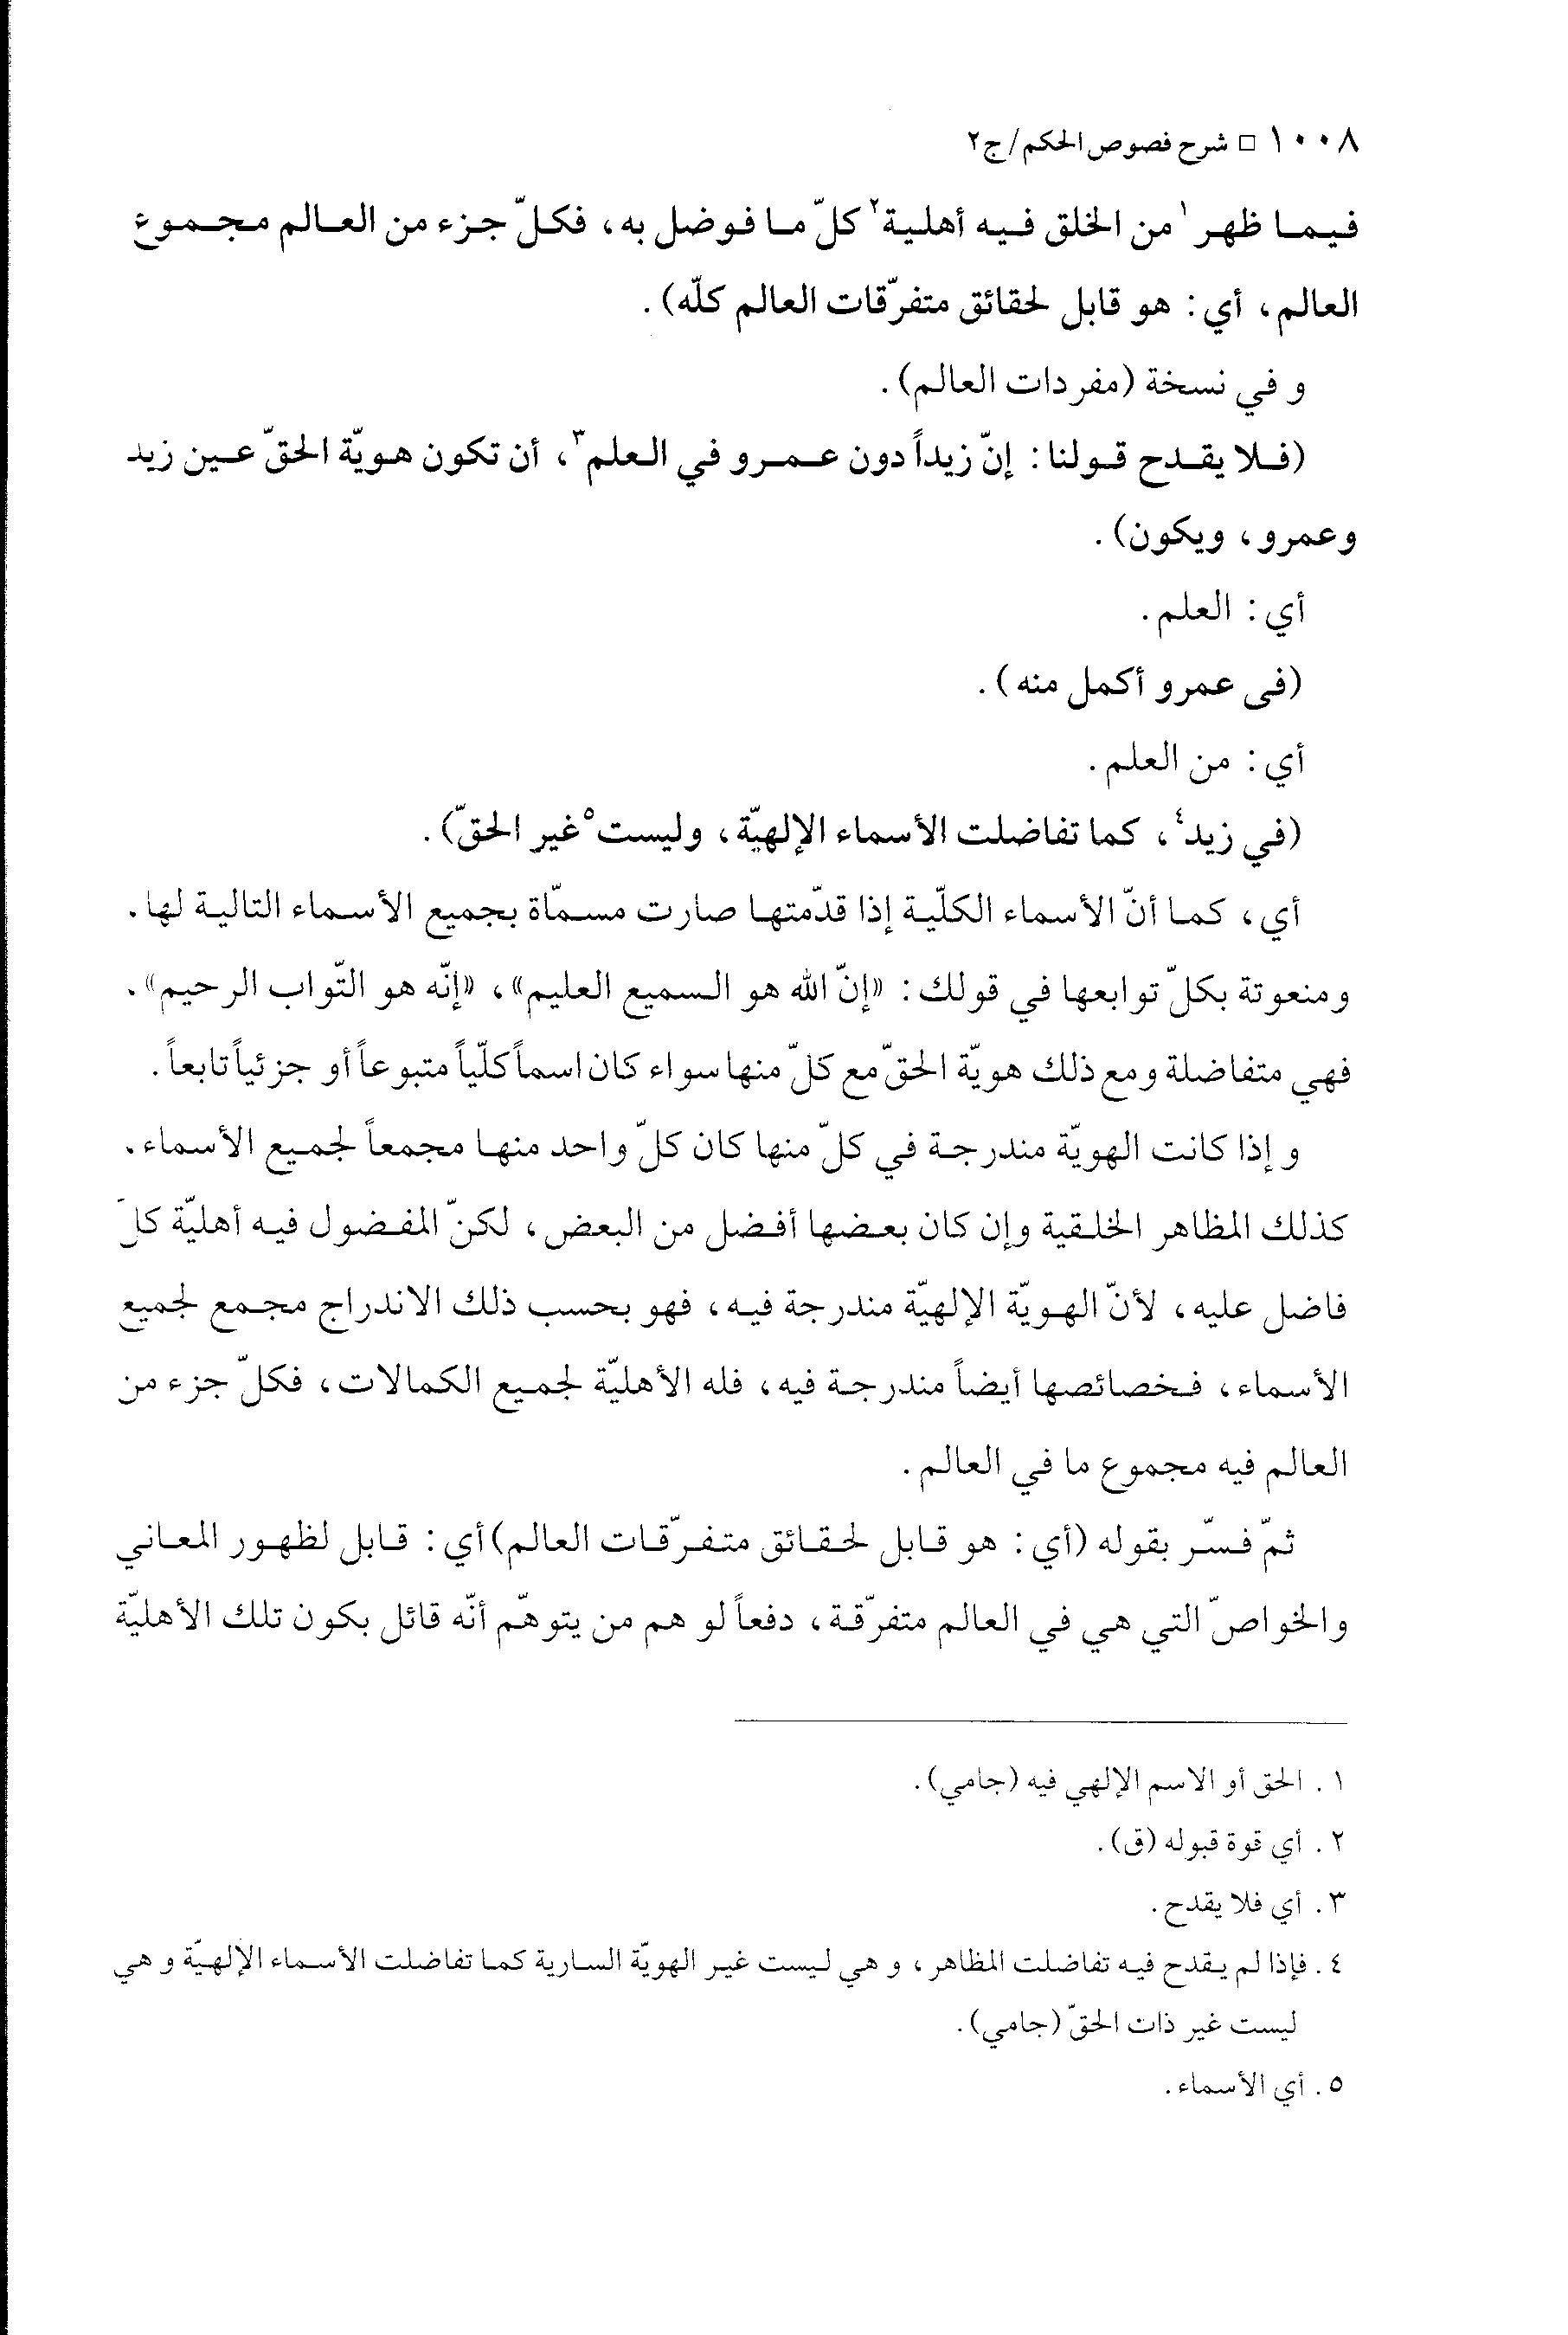 ١٠٠٨ □ شرح فصوص الحكم/ج٢
فيما ظهر١ من الخلق فيه أهلية٢ كلّ ما فوضل به، فكلّ جزء من العالم مجموع
العالم، أي: هو قابل لحقائق متفرّقات العالم كلّه).
و في نسخة (مفردات العالم).
(فلا يقدح قولنا: إنّ زيداً دون عمرو في العلم٣، أن تكون هويّة الحقّ عين زيد
وعمرو، ويكون).
أي: العلم.
(فى عمرو أكمل منه).
أي: من العلم.
(في زيد٤، كما تفاضلت الأسماء الإلهيّة، وليست٥ غير الحقّ).
أي، كما أنّ الأسماء الكلّية إذا قدّمتها صارت مسمّاة بجميع الأسماء التالية لها.
ومنعوتة بكلّ توابعها في قولك: «إنّ الله هو السميع العليم»، «إنّه هو التّواب الرحيم».
فهي متفاضلة ومع ذلك هويّة الحقّ مع كلّ منها سواء كان اسماً كلّياً متبوعاً أو جزئياً تابعاً.
و إذا كانت الهويّة مندرجة في كلّ منها كان كلّ واحد منها مجمعاً لجميع الأسماء.
كذلك المظاهر الخلقية وإن كان بعضها أفضل من البعض، لكنّ المفضول فيه أهليّة كلّ
فاضل عليه، لأنّ الهويّة الإلهيّة مندرجة فيه، فهو بحسب ذلك الاندراج مجمع لجميع
الأسماء، فخصائصها أيضاً مندرجة فيه، فله الأهليّة لجميع الكمالات، فكلّ جزء من
العالم فيه مجموع ما في العالم.
ثمّ فسّر بقوله (أي: هو قابل لحقائق متفرّقات العالم) أي: قابل لظهور المعاني
والخواصّ التي هي في العالم متفرّقة، دفعاً لو هم من يتوهّم أنّه قائل بكون تلك الأهليّة
١. الحق أو الاسم الإلهي فيه (جامي).
٢. أي قوة قبوله (ق).
٣. أي فلا يقدح.
٤. فإذا لم يقدح فيه تفاضلت المظاهر، و هي ليست غير الهويّة السارية كما تفاضلت الأسماء الإلهيّة و هي
ليست غير ذات الحقّ (جامي).
٥. أي الأسماء.